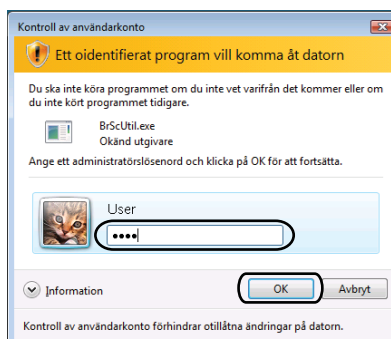 Kontroll av användarkonto
Ett oidentifierat program vill komma åt datorn
Du ska inte köra programmet om du inte vet varifrån det kommer eller om
du inte kört programmet tidigare.
BrScUtil.exe
Okänd utgivare
Ange ett administratörslösenord och klicka på OK för att fortsätta.
User
••••
Information
OK
Avbryt
Kontroll av användarkonto förhindrar otillåtna ändringar på datorn.